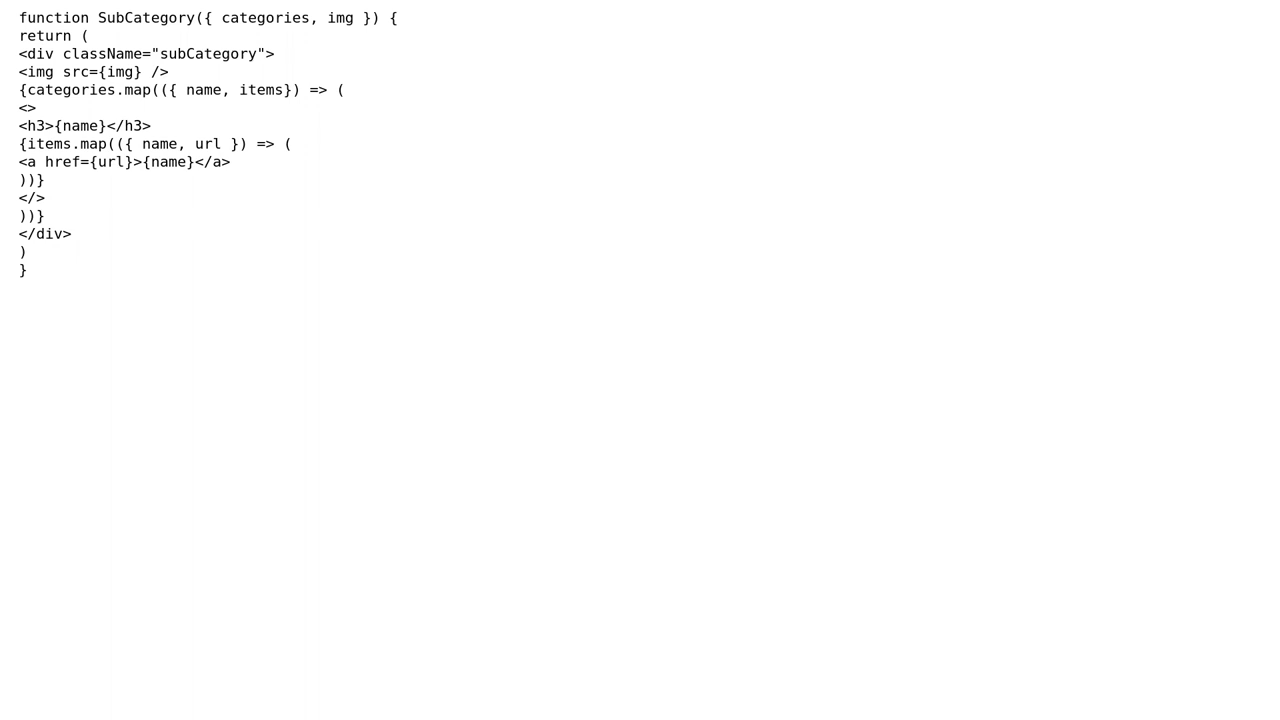 function SubCategory({ categories, img }) {
return (
<div className="subCategory">
<img src={img} />
{categories.map(({ name, items}) => (
<>
<h3>{name}</h3>
{items.map(({ name, url }) => (
<a href={url}>{name}</a>
))}
</>
))}
</div>
)
}